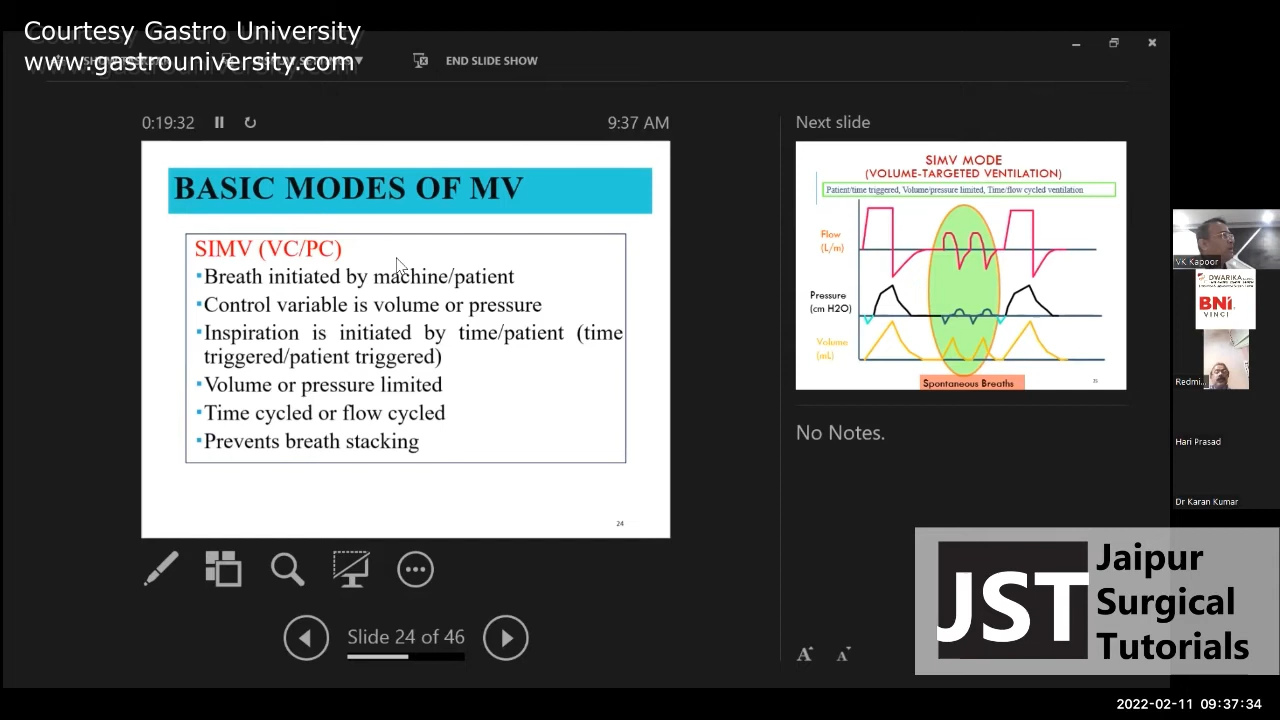 Courtesy Gastro University
www.gastrouniversity.com
END SLIDE SHOW
0:19:32
9:37 AM
BASIC MODES OF MV
SIMV (VC/PC)
▪Breath initiated by machine/patient
▪Control variable is volume or pressure
▪Inspiration is initiated by time/patient (time
triggered/patient triggered)
▪Volume or pressure limited
▪Time cycled or flow cycled
▪Prevents breath stacking
24
Slide 24 of 46
Next slide
SIMV MODE
(VOLUME-TARGETED VENTILATION)
Patient/time triggered, Volume/pressure limited, Time/flow cycled ventilation
Flow
(L/m)
Pressure
(cm H2O)
Volume
(mL)
Spontaneous Breaths
No Notes.
A A
VK Kapoor
DWARIKA
BNI
VINCI
Redmi...
Hari Prasad
Dr Karan Kumar
JST
Jaipur
Surgical
Tutorials
2022-02-11 09:37:34